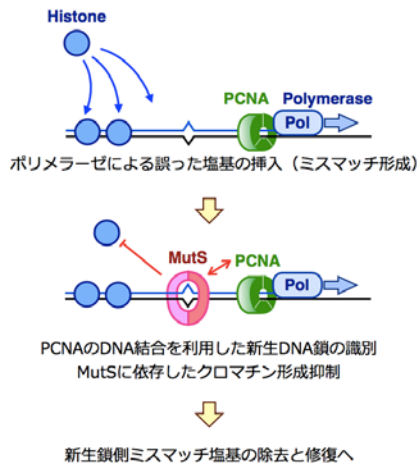 Histone
PCNA Polymerase
Pol
ポリメラーゼによる誤った塩基の挿入（ミスマッチ形成）
MutS PCNA
Pol
PCNAのDNA結合を利用した新生DNA鎖の識別
MutSに依存したクロマチン形成抑制
新生鎖側ミスマッチ塩基の除去と修復へ